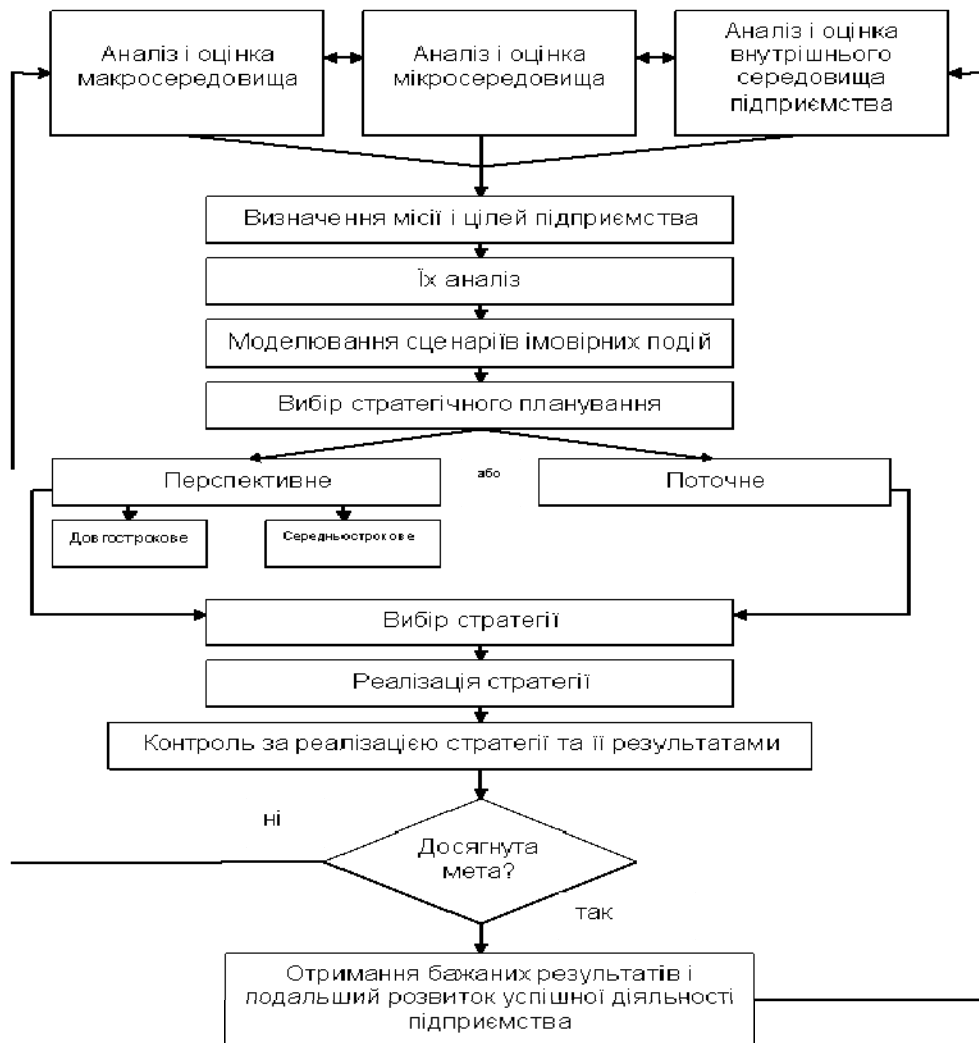 Аналіз і оцінка
макросередовища
Аналіз і оцінка
мікросередовища
Аналіз і оцінка
внутрішнього
середовища
підприємства
Визначення місії і цілей підприємства
Їх аналіз
Моделювання сценаріїв імовірних подій
Вибір стратегічного планування
Перспективне
або
Поточне
Довгострокове
Середньострокове
Вибір стратегії
Реалізація стратегії
Контроль за реалізацією стратегії та її результатами
ні
Досягнута
мета?
так
Отримання бажаних результатів і
подальший розвиток успішної діяльності
підприємства